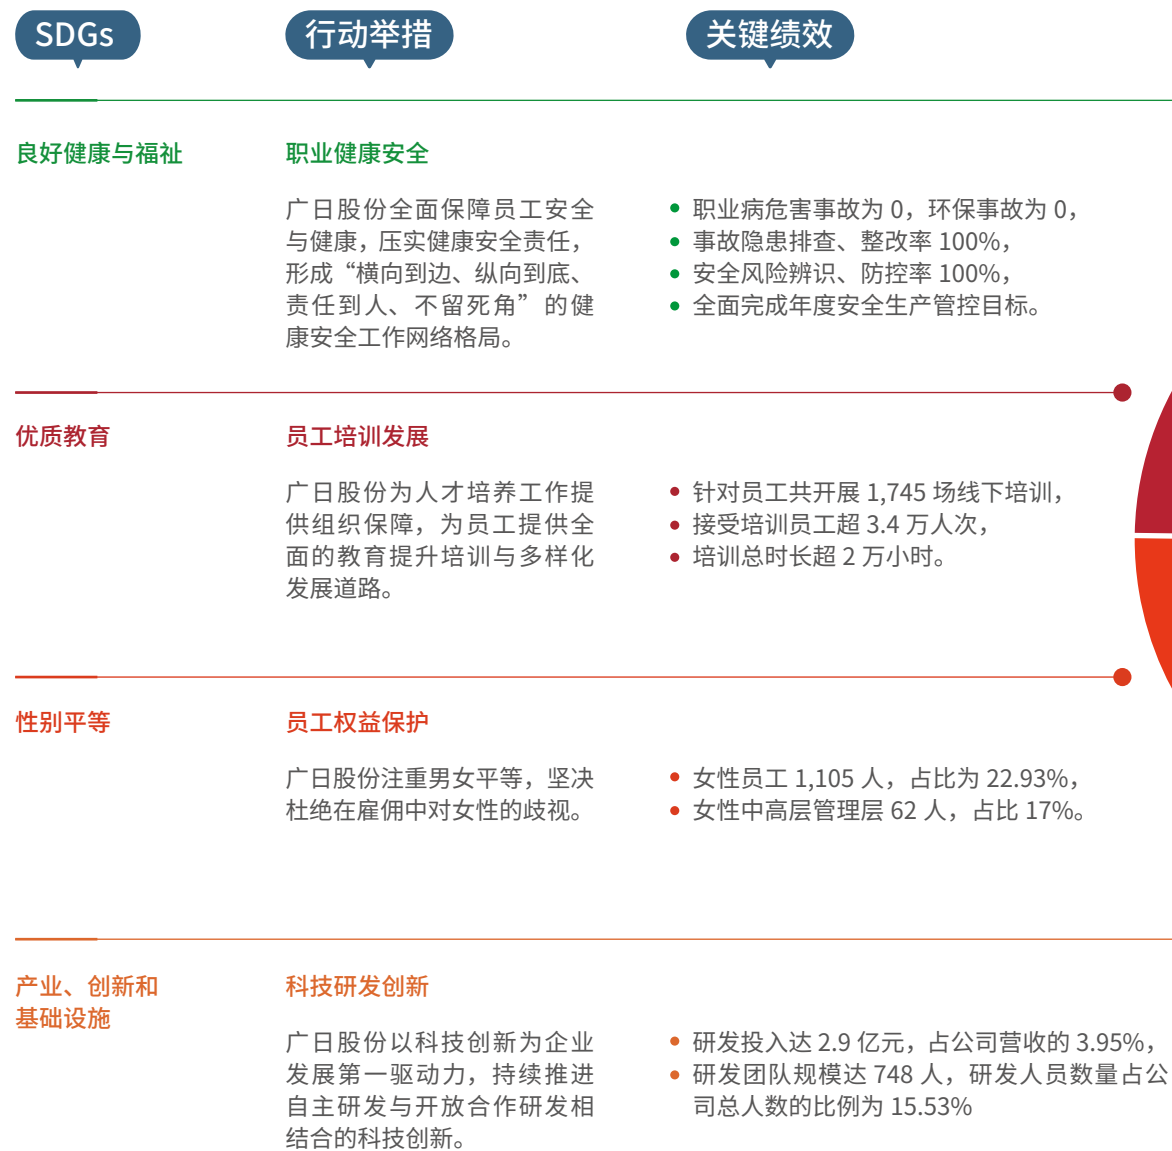 SDGs
行动举措
关键绩效
良好健康与福祉
职业健康安全
广日股份全面保障员工安全
与健康，压实健康安全责任，
形成“横向到边、纵向到底、
责任到人、不留死角”的健
康安全工作网络格局。
职业病危害事故为 0，环保事故为 0，
事故隐患排查、整改率 100%，
安全风险辨识、防控率 100%，
全面完成年度安全生产管控目标。
优质教育
员工培训发展
广日股份为人才培养工作提
供组织保障，为员工提供全
面的教育提升培训与多样化
发展道路。
针对员工共开展 1,745 场线下培训，
接受培训员工超 3.4 万人次，
培训总时长超 2 万小时。
性别平等
员工权益保护
广日股份注重男女平等，坚决
杜绝在雇佣中对女性的歧视。
女性员工 1,105 人，占比为 22.93%，
女性中高层管理层 62 人，占比 17%。
产业、创新和
基础设施
科技研发创新
广日股份以科技创新为企业
发展第一驱动力，持续推进
自主研发与开放合作研发相
结合的科技创新。
研发投入达 2.9 亿元，占公司营收的 3.95%，
研发团队规模达 748 人，研发人员数量占公
司总人数的比例为 15.53%